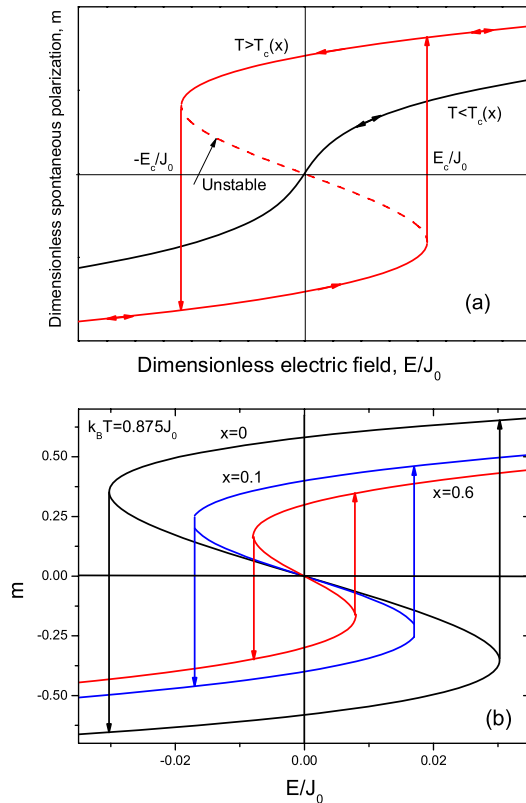 Dimensionless spontaneous polarization, m
T>T_c(x)
T<T_c(x)
-E_c/J_0
E_c/J_0
Unstable
(a)
Dimensionless electric field, E/J_0
k_BT=0.875J_0
x=0
x=0.1
x=0.6
0.50
0.25
0.00
-0.25
-0.50
m
(b)
-0.02
0.00
0.02
E/J_0